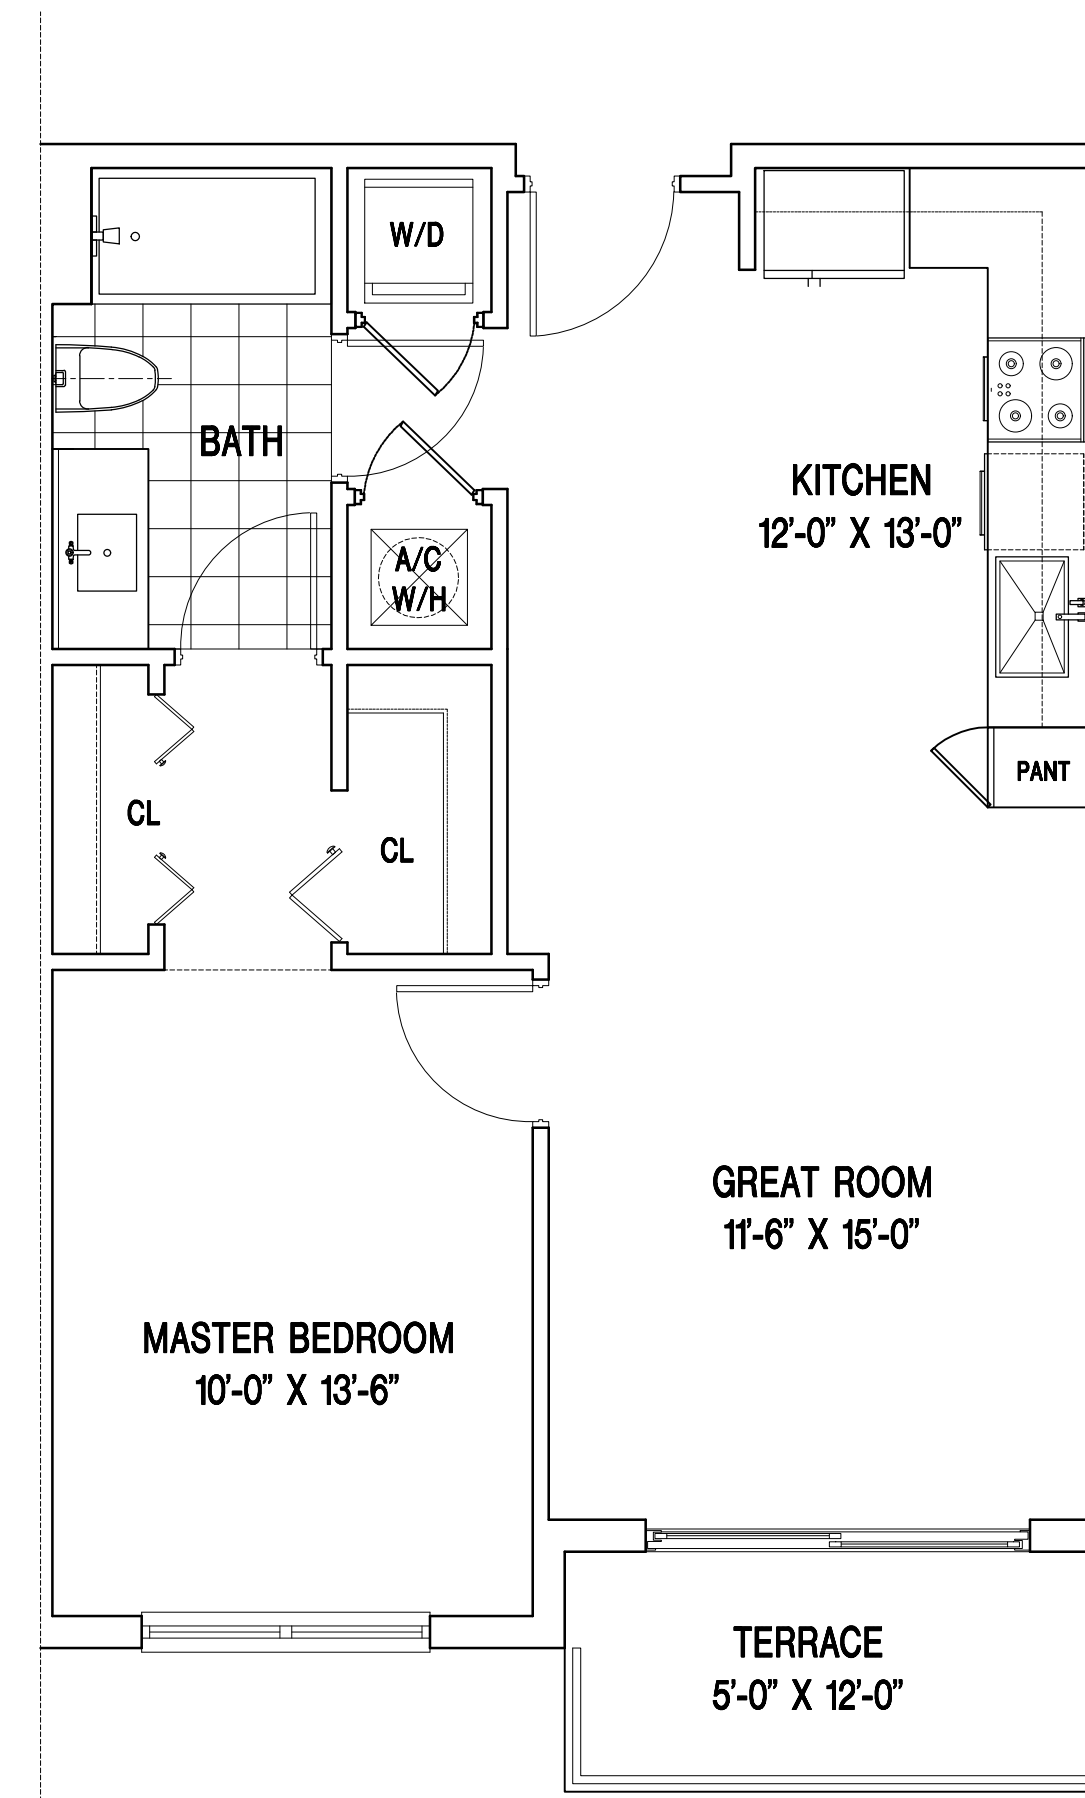 W/D
BATH
KITCHEN
12'-0" X 13'-0"
A/C
W/H
PANT
CL
CL
GREAT ROOM
11'-6" X 15'-0"
MASTER BEDROOM
10'-0" X 13'-6"
TERRACE
5'-0" X 12'-0"